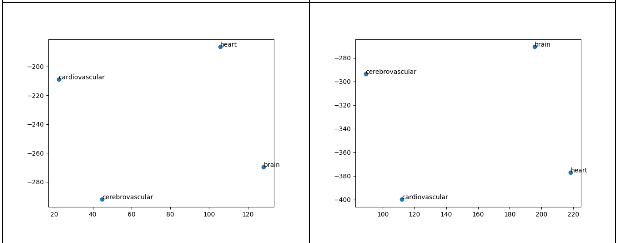 heart
−200
cardiovascular
−220
−240
−260
brain
−280
cerebrovascular
20 40 60 80 100 120
brain
−280
cerebrovascular
−300
−320
−340
−360
heart
−380
−400
cardiovascular
100 120 140 160 180 200 220